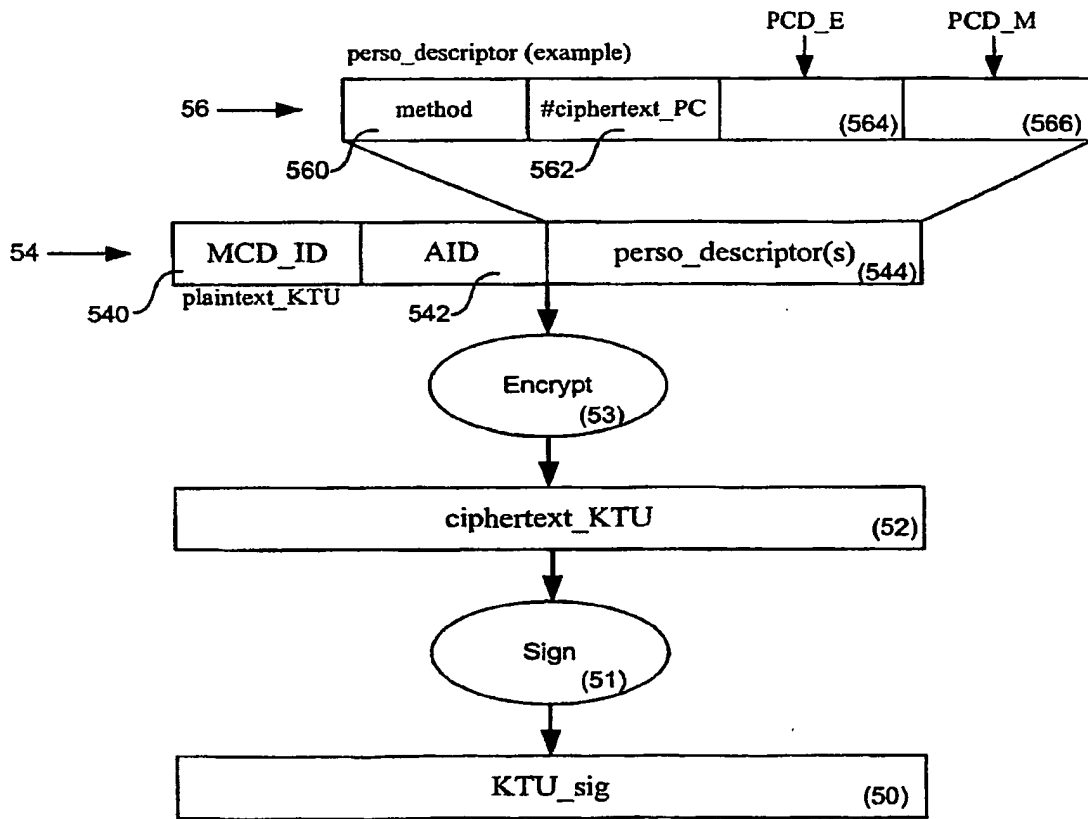 PCD_E PCD_M
perso_descriptor (example)
56 method #ciphertext_PC (564) (566)
560 562
54 MCD_ID AID perso_descriptor(s) (544)
540 plaintext_KTU 542
Encrypt
(53)
ciphertext_KTU (52)
Sign
(51)
KTU_sig (50)